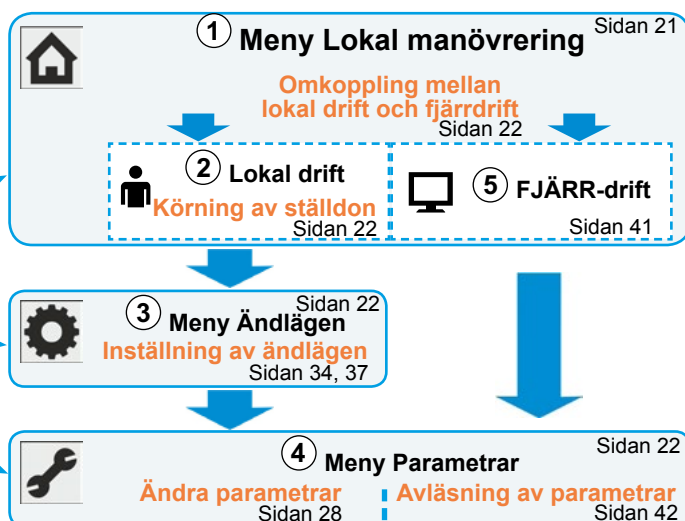 1 Meny Lokal manövrering Sidan 21
Omkoppling mellan
lokal drift och fjärrdrift
Sidan 22
2 Lokal drift
Körning av ställdon
Sidan 22
5 FJÄRR-drift
Sidan 41
Sidan 22
3 Meny Ändlägen
Inställning av ändlägen
Sidan 34, 37
4 Meny Parametrar Sidan 22
Ändra parametrar
Sidan 28
Avläsning av parametrar
Sidan 42